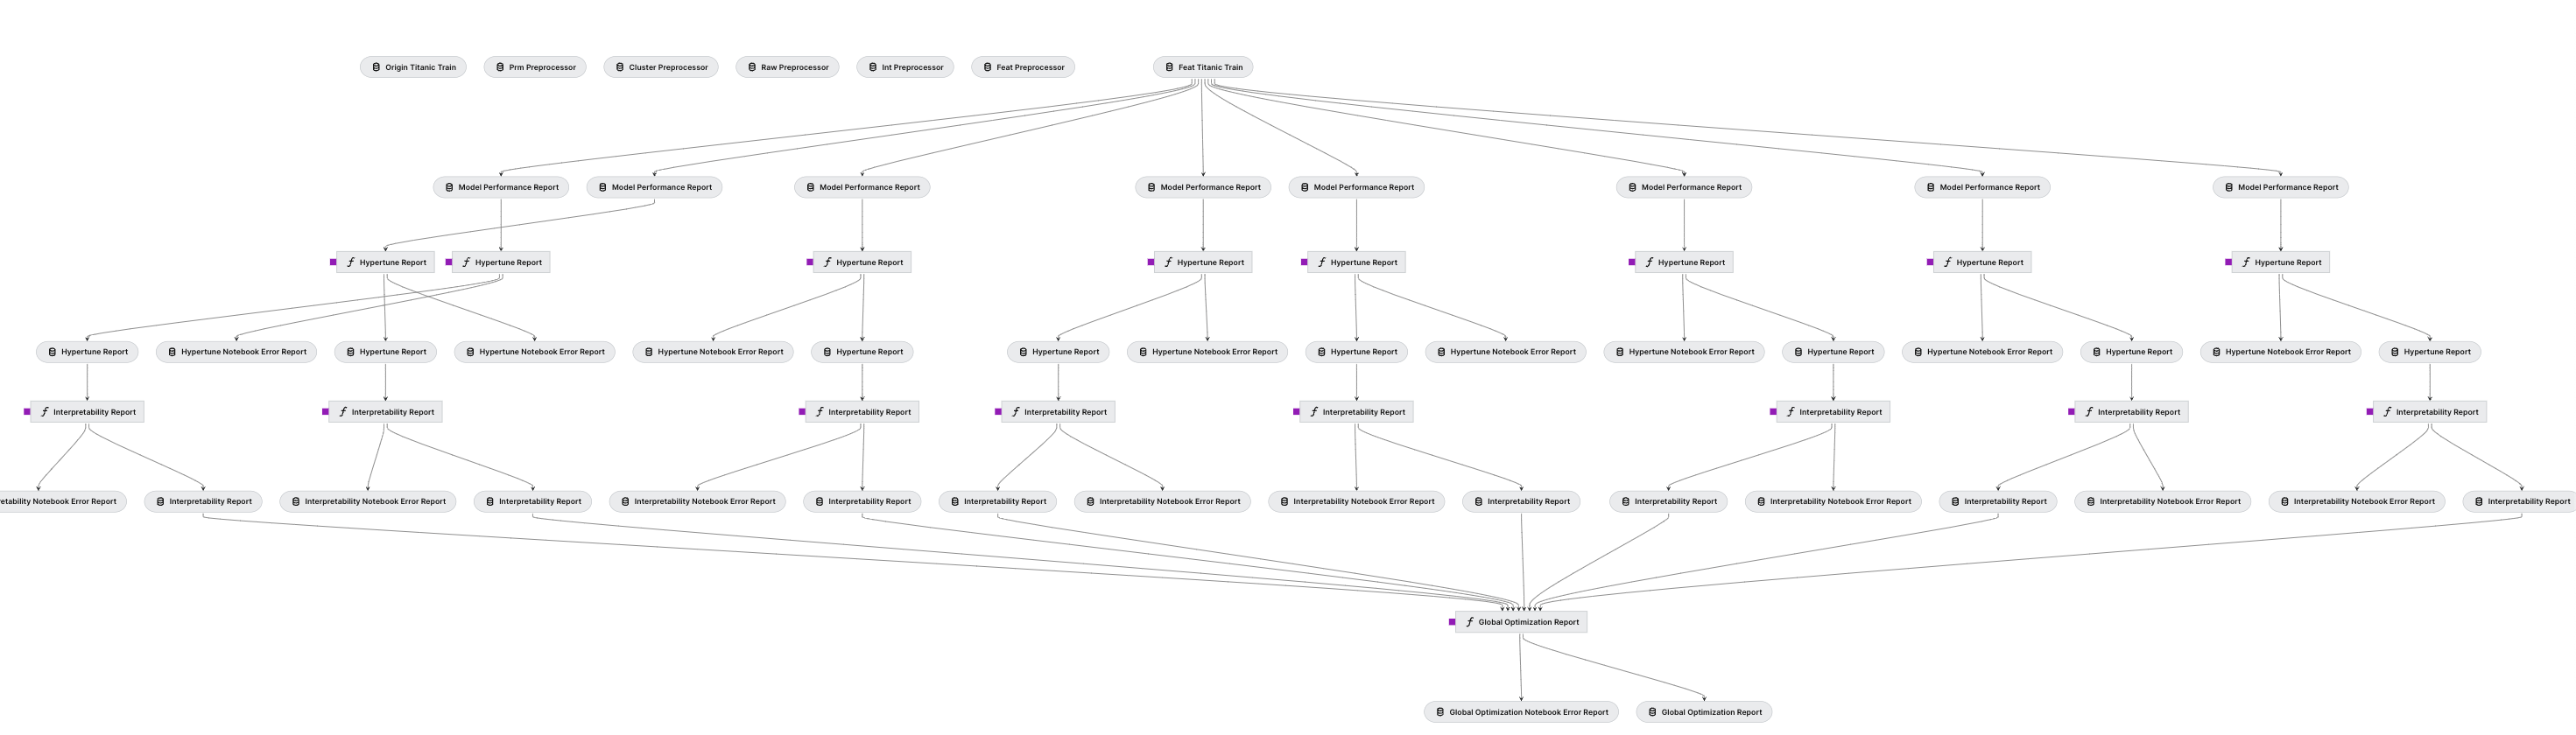 Origin Titanic Train
Prm Preprocessor
Cluster Preprocessor
Raw Preprocessor
Int Preprocessor
Feat Preprocessor
Feat Titanic Train
Model Performance Report
Model Performance Report
Model Performance Report
Model Performance Report
Model Performance Report
Model Performance Report
Model Performance Report
Model Performance Report
Hypertune Report
Hypertune Report
Hypertune Report
Hypertune Report
Hypertune Report
Hypertune Report
Hypertune Report
Hypertune Report
Hypertune Report
Hypertune Notebook Error Report
Hypertune Report
Hypertune Notebook Error Report
Hypertune Notebook Error Report
Hypertune Report
Hypertune Report
Hypertune Notebook Error Report
Hypertune Report
Hypertune Notebook Error Report
Hypertune Notebook Error Report
Hypertune Report
Hypertune Notebook Error Report
Hypertune Report
Hypertune Notebook Error Report
Hypertune Report
Interpretability Report
Interpretability Report
Interpretability Report
Interpretability Report
Interpretability Report
Interpretability Report
Interpretability Report
Interpretability Report
etability Notebook Error Report
Interpretability Report
Interpretability Notebook Error Report
Interpretability Report
Interpretability Notebook Error Report
Interpretability Report
Interpretability Report
Interpretability Notebook Error Report
Interpretability Notebook Error Report
Interpretability Report
Interpretability Report
Interpretability Notebook Error Report
Interpretability Report
Interpretability Notebook Error Report
Interpretability Notebook Error Report
Interpretability Report
Global Optimization Report
Global Optimization Notebook Error Report
Global Optimization Report